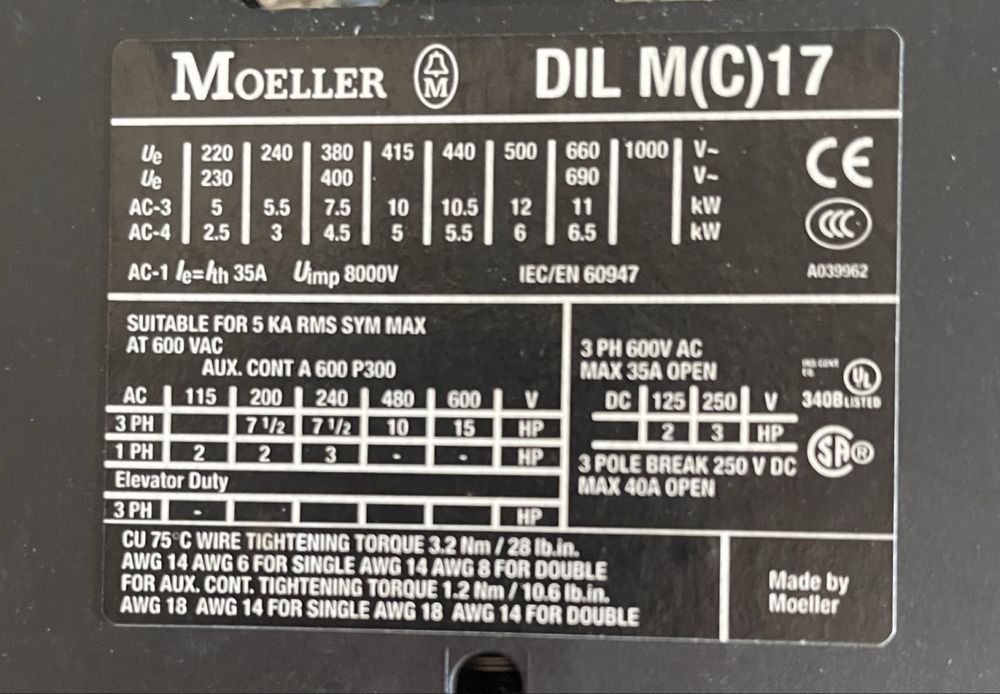 MOELLER M DIL M(C)17
Ue 220 240 380 415 440 500 660 1000 V~
Ue 230 400 690 V~
AC-3 5 5.5 7.5 10 10.5 12 11 kW
AC-4 2.5 3 4.5 5 5.5 6 6.5 kW
CE
CCC
AC-1 Ie=Ith 35A Uimp 8000V IEC/EN 60947 A039962
SUITABLE FOR 5 KA RMS SYM MAX
AT 600 VAC
AUX. CONT A 600 P300
AC 115 200 240 480 600 V
3 PH 7 1/2 7 1/2 10 15 HP
1 PH 2 2 3 - - HP
Elevator Duty
3 PH - HP
3 PH 600V AC
MAX 35A OPEN
DC 125 250 V
2 3 HP
3 POLE BREAK 250 V DC
MAX 40A OPEN
UL
340B LISTED
SA®
CU 75°C WIRE TIGHTENING TORQUE 3.2 Nm / 28 lb.in.
AWG 14 AWG 6 FOR SINGLE AWG 14 AWG 8 FOR DOUBLE
FOR AUX. CONT. TIGHTENING TORQUE 1.2 Nm / 10.6 lb.in.
AWG 18 AWG 14 FOR SINGLE AWG 18 AWG 14 FOR DOUBLE
Made by
Moeller